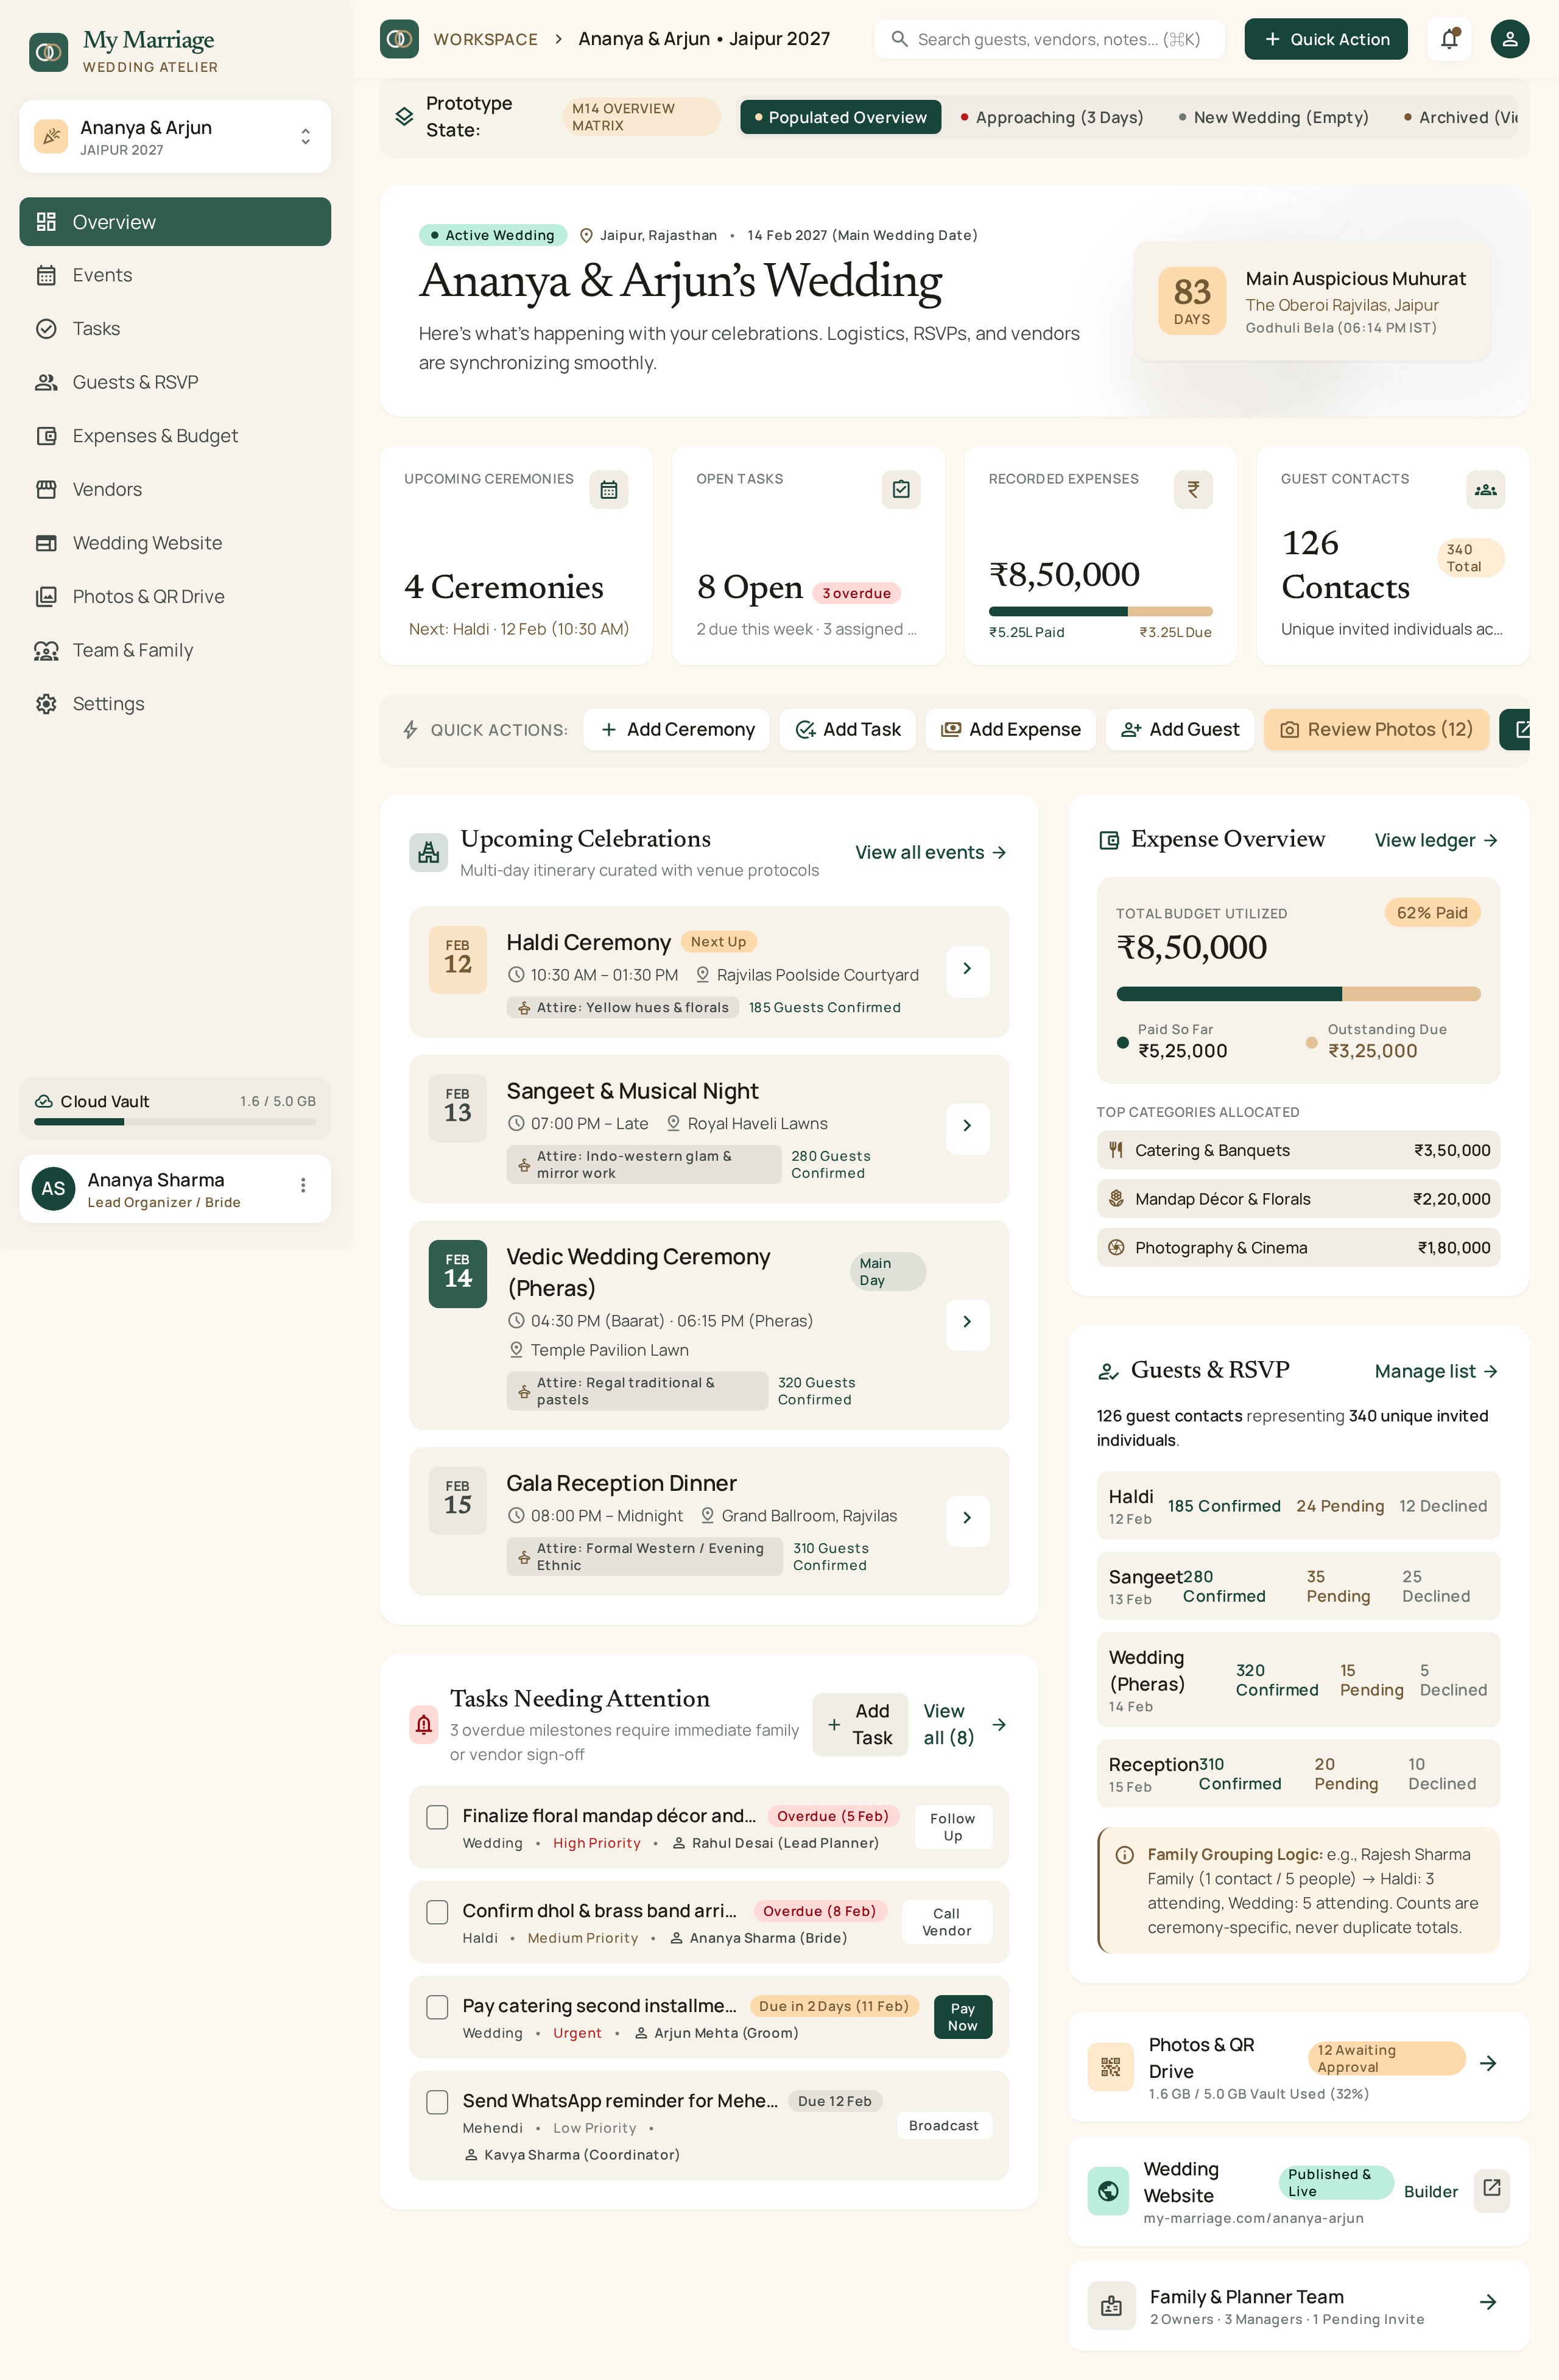 My Marriage
WEDDING ATELIER
Ananya & Arjun
JAIPUR 2027
Overview
Events
Tasks
Guests & RSVP
Expenses & Budget
Vendors
Wedding Website
Photos & QR Drive
Team & Family
Settings
Cloud Vault 1.6 / 5.0 GB
AS
Ananya Sharma
Lead Organizer / Bride
WORKSPACE > Ananya & Arjun • Jaipur 2027
Search guests, vendors, notes... (⌘K)
+ Quick Action
Prototype
State:
M14 OVERVIEW
MATRIX
• Populated Overview
• Approaching (3 Days)
• New Wedding (Empty)
• Archived (Vie
• Active Wedding Jaipur, Rajasthan • 14 Feb 2027 (Main Wedding Date)
Ananya & Arjun’s Wedding
Here's what's happening with your celebrations. Logistics, RSVPs, and vendors
are synchronizing smoothly.
83
DAYS
Main Auspicious Muhurat
The Oberoi Rajvilas, Jaipur
Godhuli Bela (06:14 PM IST)
UPCOMING CEREMONIES
4 Ceremonies
Next: Haldi · 12 Feb (10:30 AM)
OPEN TASKS
8 Open 3 overdue
2 due this week · 3 assigned ...
RECORDED EXPENSES
₹
₹8,50,000
₹5.25L Paid ₹3.25L Due
GUEST CONTACTS
126
Contacts
340
Total
Unique invited individuals ac...
QUICK ACTIONS:
+ Add Ceremony
Add Task
Add Expense
Add Guest
Review Photos (12)
Upcoming Celebrations
Multi-day itinerary curated with venue protocols
View all events →
FEB
12
Haldi Ceremony Next Up
10:30 AM – 01:30 PM Rajvilas Poolside Courtyard
Attire: Yellow hues & florals 185 Guests Confirmed
FEB
13
Sangeet & Musical Night
07:00 PM – Late Royal Haveli Lawns
Attire: Indo-western glam &
mirror work
280 Guests
Confirmed
FEB
14
Vedic Wedding Ceremony
(Pheras)
Main
Day
04:30 PM (Baarat) · 06:15 PM (Pheras)
Temple Pavilion Lawn
Attire: Regal traditional &
pastels
320 Guests
Confirmed
FEB
15
Gala Reception Dinner
08:00 PM – Midnight Grand Ballroom, Rajvilas
Attire: Formal Western / Evening
Ethnic
310 Guests
Confirmed
Tasks Needing Attention
3 overdue milestones require immediate family
or vendor sign-off
+ Add
Task
View
all (8) →
Finalize floral mandap décor and... Overdue (5 Feb)
Wedding • High Priority • Rahul Desai (Lead Planner)
Follow
Up
Confirm dhol & brass band arri... Overdue (8 Feb)
Haldi • Medium Priority • Ananya Sharma (Bride)
Call
Vendor
Pay catering second installme... Due in 2 Days (11 Feb)
Wedding • Urgent • Arjun Mehta (Groom)
Pay
Now
Send WhatsApp reminder for Mehe... Due 12 Feb
Mehendi • Low Priority •
Kavya Sharma (Coordinator)
Broadcast
Expense Overview
View ledger →
TOTAL BUDGET UTILIZED
62% Paid
₹8,50,000
Paid So Far
₹5,25,000
Outstanding Due
₹3,25,000
TOP CATEGORIES ALLOCATED
Catering & Banquets ₹3,50,000
Mandap Décor & Florals ₹2,20,000
Photography & Cinema ₹1,80,000
Guests & RSVP
Manage list →
126 guest contacts representing 340 unique invited
individuals.
Haldi
12 Feb
185 Confirmed 24 Pending 12 Declined
Sangeet
13 Feb
280
Confirmed
35
Pending
25
Declined
Wedding
(Pheras)
14 Feb
320
Confirmed
15
Pending
5
Declined
Reception
15 Feb
310
Confirmed
20
Pending
10
Declined
Family Grouping Logic: e.g., Rajesh Sharma
Family (1 contact / 5 people) → Haldi: 3
attending, Wedding: 5 attending. Counts are
ceremony-specific, never duplicate totals.
Photos & QR
Drive
12 Awaiting
Approval
→
1.6 GB / 5.0 GB Vault Used (32%)
Wedding
Website
Published &
Live
Builder
my-marriage.com/ananya-arjun
Family & Planner Team
→
2 Owners · 3 Managers · 1 Pending Invite